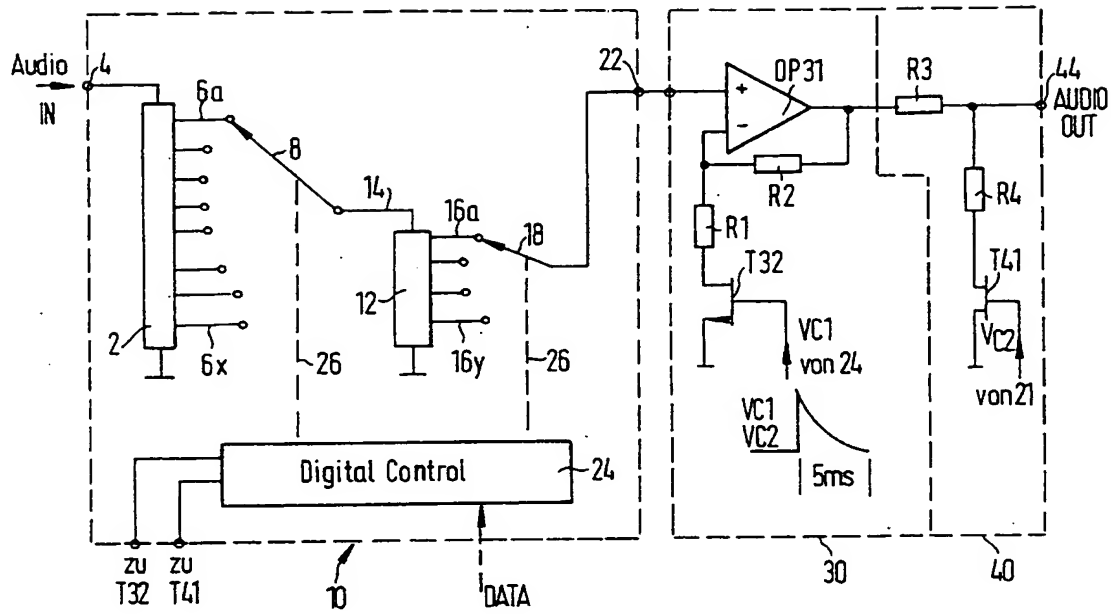 Audio
IN
4
6a
8
14
16a
18
22
2
6x
26
12
16y
26
Digital Control
24
zu
T32
zu
T41
10
DATA
OP31
+
-
R2
R1
T32
VC1
von 24
VC1
VC2
5ms
30
R3
44
AUDIO
OUT
R4
T41
VC2
von 21
40